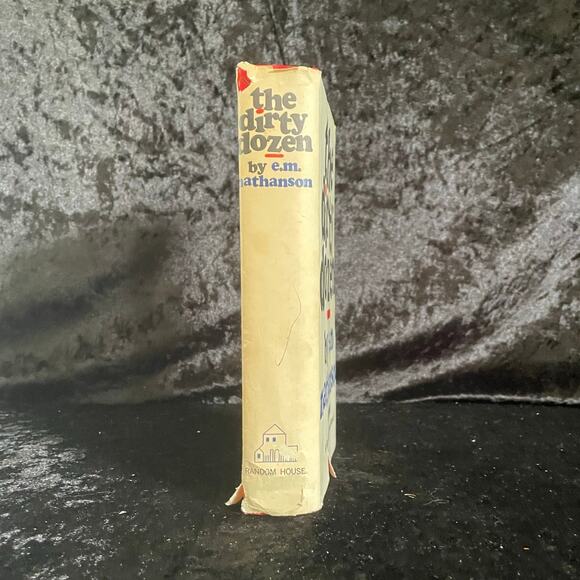 the
dirty
dozen
by e.m.
nathanson
RANDOM HOUSE